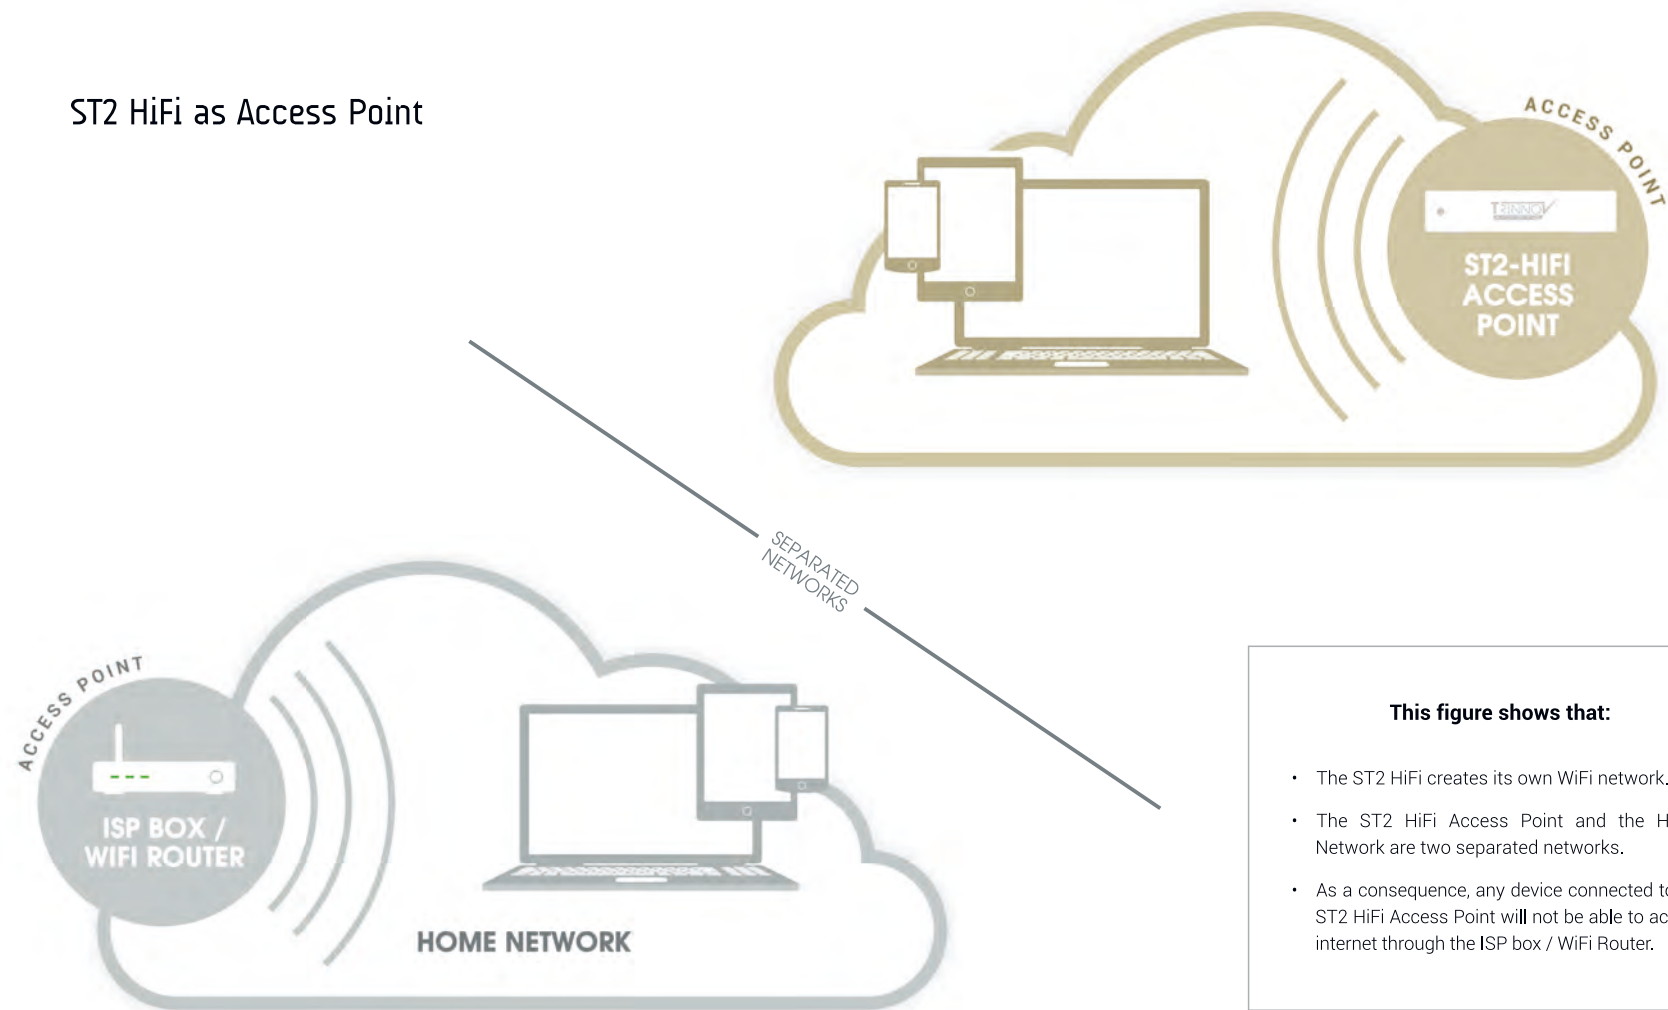 ST2 HiFi as Access Point
ACCESS POINT
TRINNOV
ST2-HIFI
ACCESS
POINT
SEPARATED
NETWORKS
ACCESS POINT
ISP BOX /
WIFI ROUTER
HOME NETWORK
This figure shows that:
• The ST2 HiFi creates its own WiFi network.
• The ST2 HiFi Access Point and the H
Network are two separated networks.
• As a consequence, any device connected to
ST2 HiFi Access Point will not be able to ac
internet through the ISP box / WiFi Router.